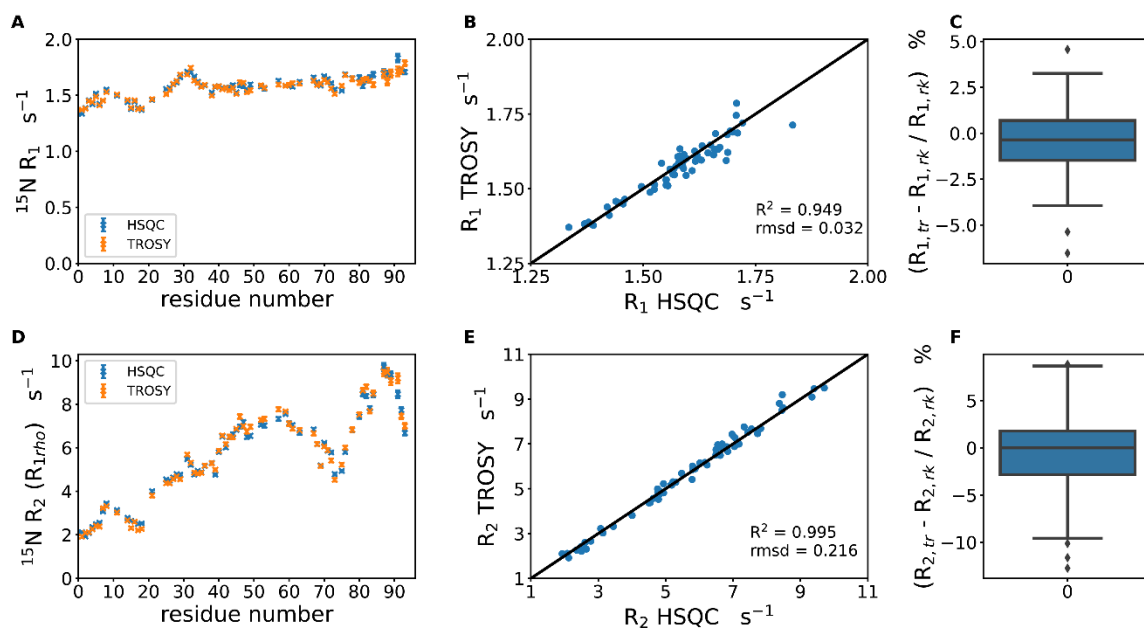 A
¹⁵N R₁ s⁻¹
2.0
1.5
1.0
0.5
0.0
HSQC
TROSY
0 10 20 30 40 50 60 70 80 90
residue number
B
R₁ TROSY s⁻¹
2.00
1.75
1.50
1.25
R² = 0.949
rmsd = 0.032
1.25 1.50 1.75 2.00
R₁ HSQC s⁻¹
C
(R₁,tr - R₁,rk / R₁,rk) %
5.0
2.5
0.0
−2.5
−5.0
0
D
¹⁵N R₂ (R₁rho) s⁻¹
10
8
6
4
2
0
HSQC
TROSY
0 10 20 30 40 50 60 70 80 90
residue number
E
R₂ TROSY s⁻¹
11
9
7
5
3
1
R² = 0.995
rmsd = 0.216
1 3 5 7 9 11
R₂ HSQC s⁻¹
F
(R₂,tr - R₂,rk / R₂,rk) %
5
0
−5
−10
0